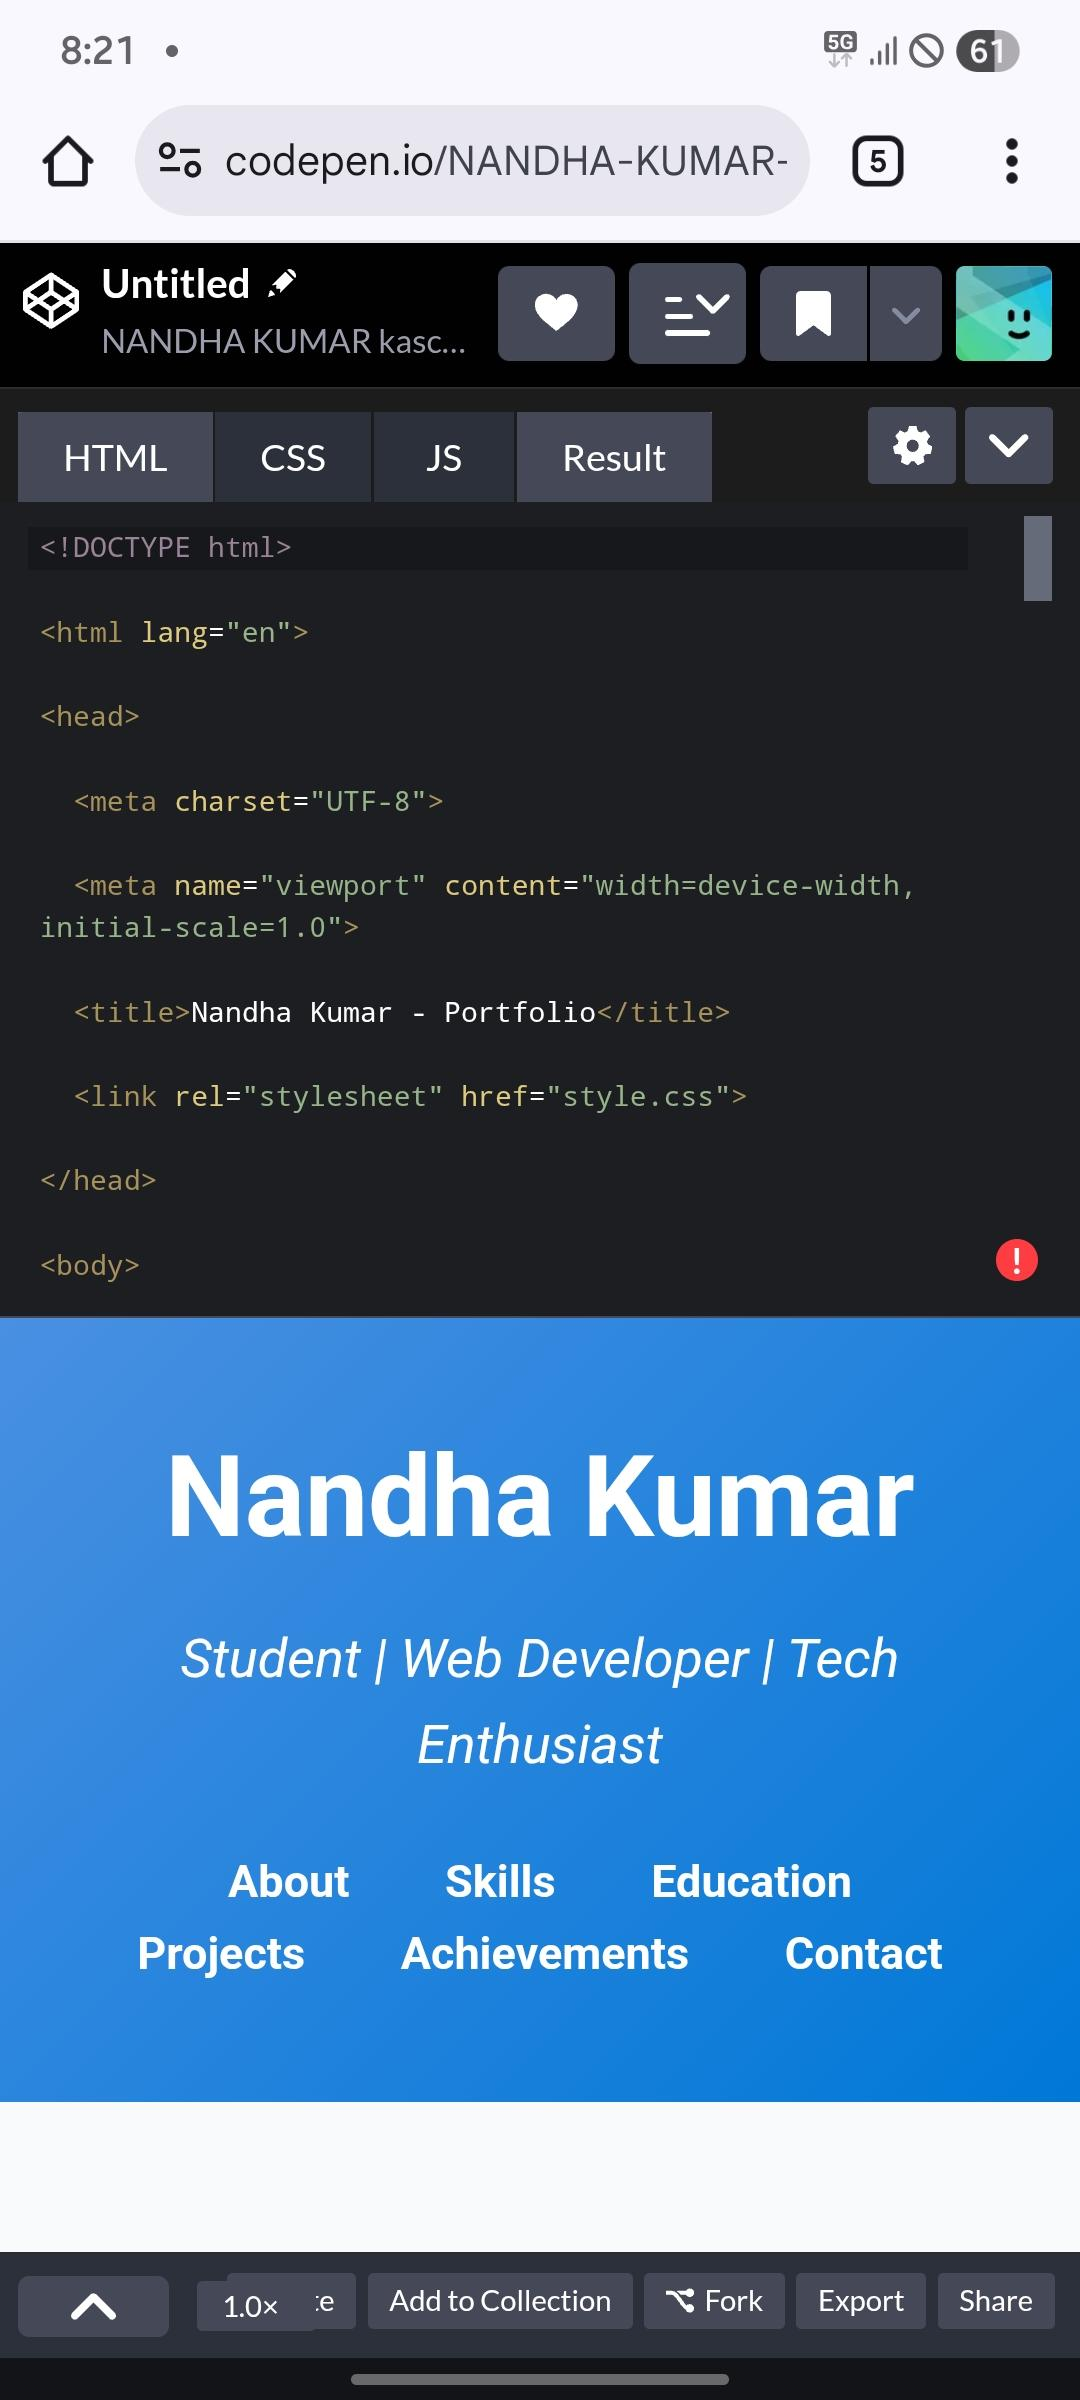 8:21
5G
61
codepen.io/NANDHA-KUMAR-
5
Untitled
NANDHA KUMAR kasc...
HTML
CSS
JS
Result
<!DOCTYPE html>
<html lang="en">
<head>
<meta charset="UTF-8">
<meta name="viewport" content="width=device-width,
initial-scale=1.0">
<title>Nandha Kumar - Portfolio</title>
<link rel="stylesheet" href="style.css">
</head>
<body>
Nandha Kumar
Student | Web Developer | Tech
Enthusiast
About Skills Education
Projects Achievements Contact
1.0×
Add to Collection
Fork
Export
Share